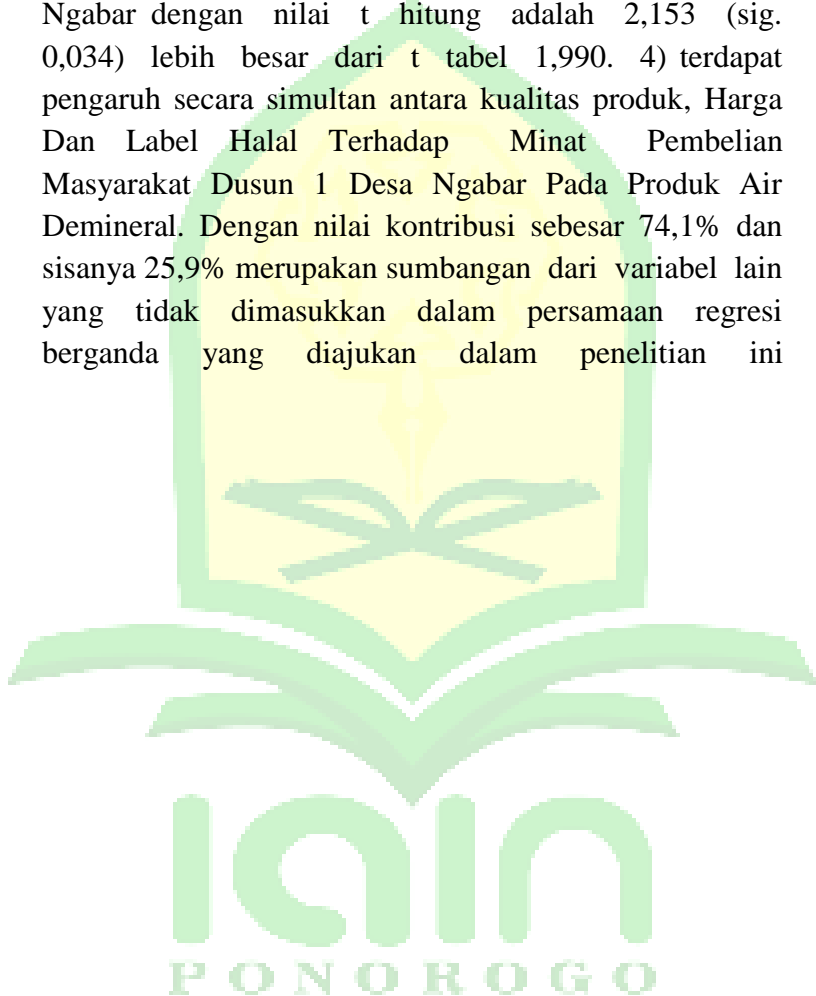 Ngabar dengan nilai t hitung adalah 2,153 (sig.
0,034) lebih besar dari t tabel 1,990. 4) terdapat
pengaruh secara simultan antara kualitas produk, Harga
Dan Label Halal Terhadap Minat Pembelian
Masyarakat Dusun 1 Desa Ngabar Pada Produk Air
Demineral. Dengan nilai kontribusi sebesar 74,1% dan
sisanya 25,9% merupakan sumbangan dari variabel lain
yang tidak dimasukkan dalam persamaan regresi
berganda yang diajukan dalam penelitian ini
iain
PONOROGO